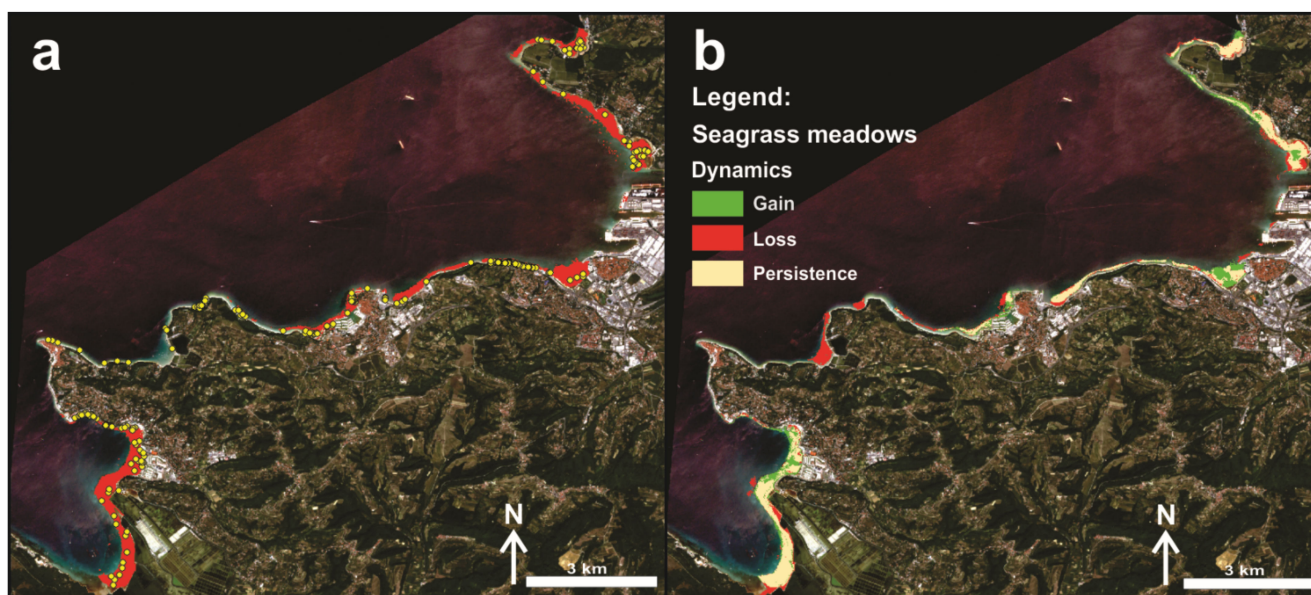 a
N
3 km
b
Legend:
Seagrass meadows
Dynamics
Gain
Loss
Persistence
N
3 km